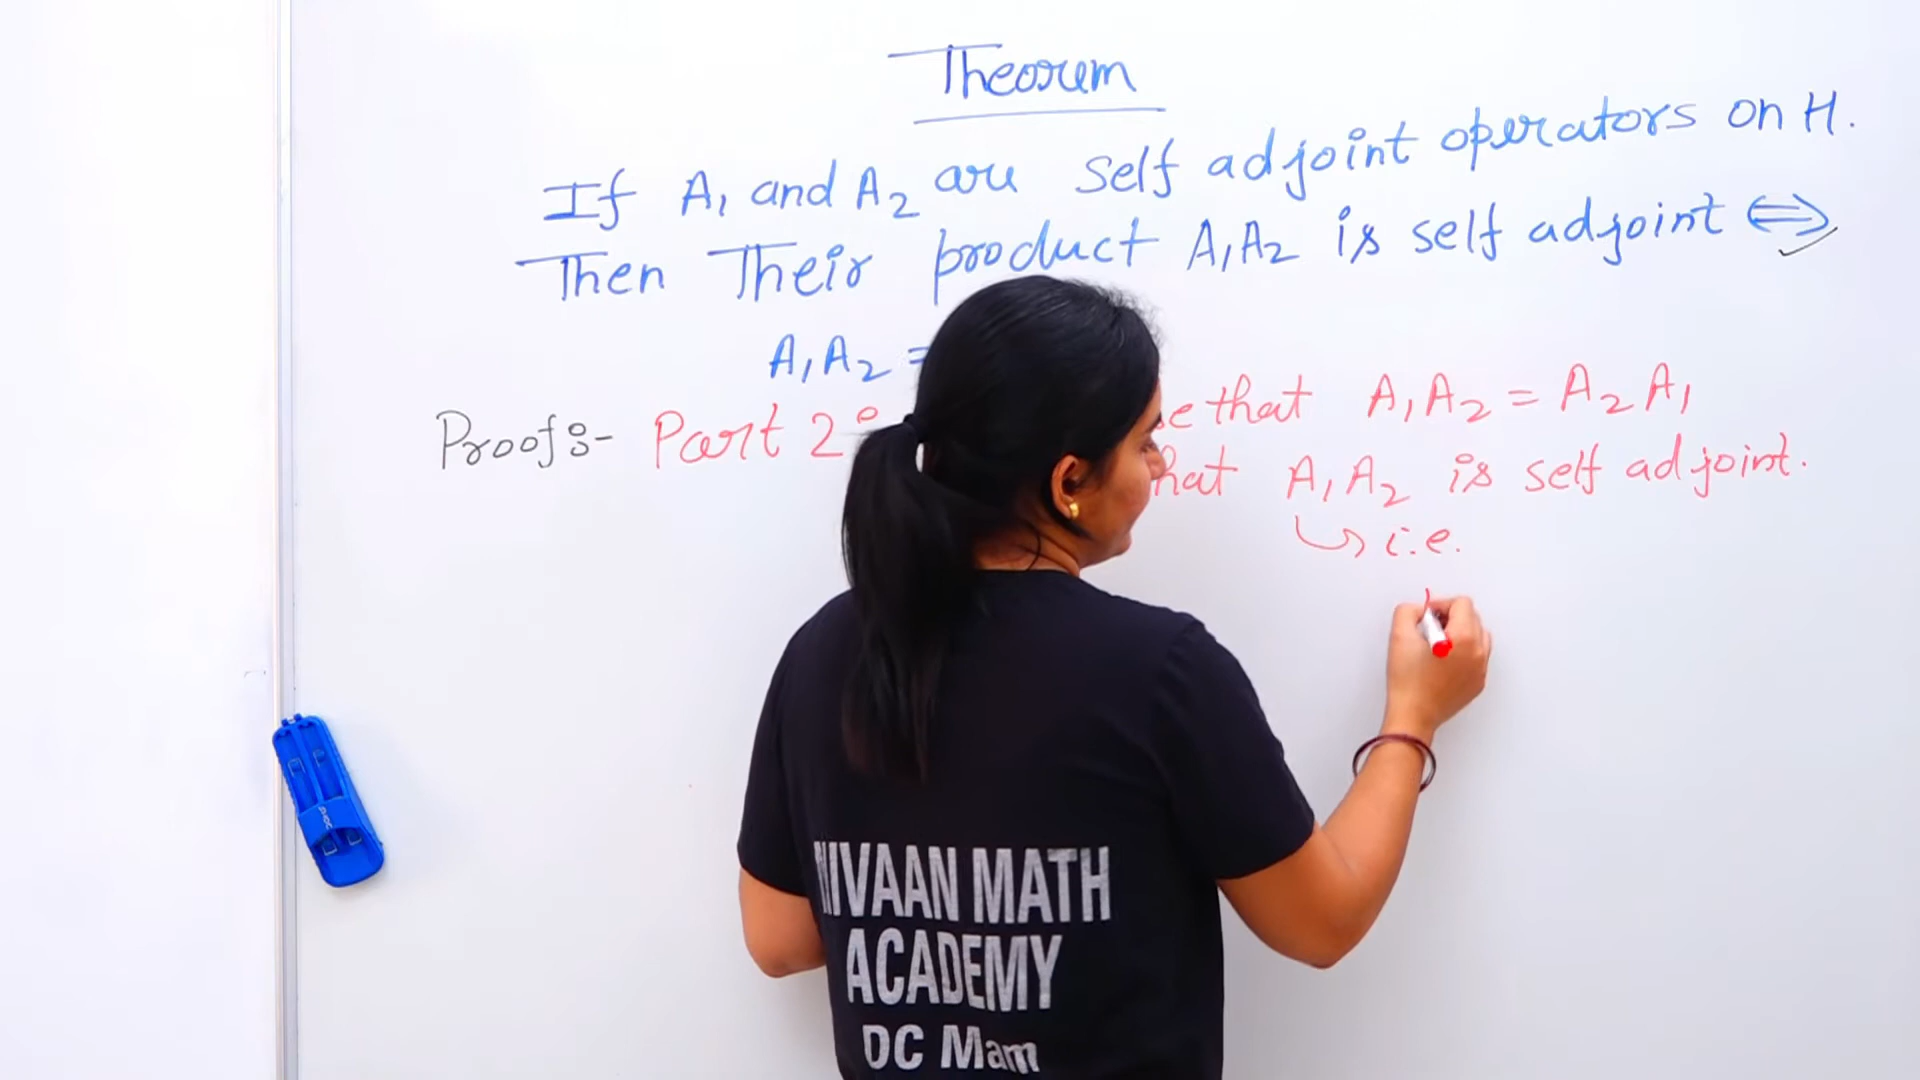 Theorem
If A₁ and A₂ are self adjoint operators on H.
Then Their product A₁A₂ is self adjoint ⇔
A₁A₂ =
Proof:- Part 2: that A₁A₂ = A₂A₁
A₁A₂ is self adjoint.
↪ i.e.
MATH
ACADEMY
DC Mam